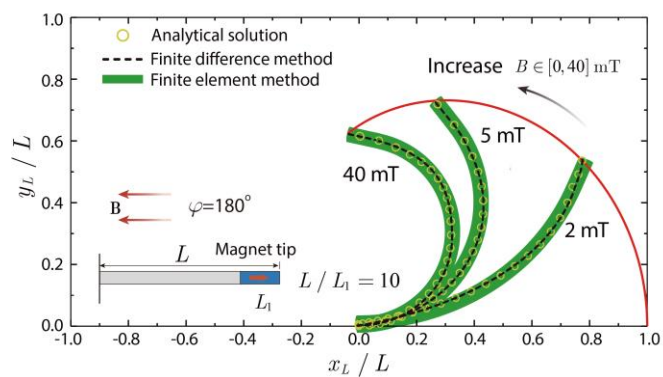 Analytical solution
Finite difference method
Finite element method
Increase B ∈ [0,40] mT
5 mT
40 mT
2 mT
B
φ=180°
L
Magnet tip
L / L₁ = 10
L₁
y_L / L
1.0
0.8
0.6
0.4
0.2
0.0
-1.0 -0.8 -0.6 -0.4 -0.2 0.0 0.2 0.4 0.6 0.8 1.0
x_L / L